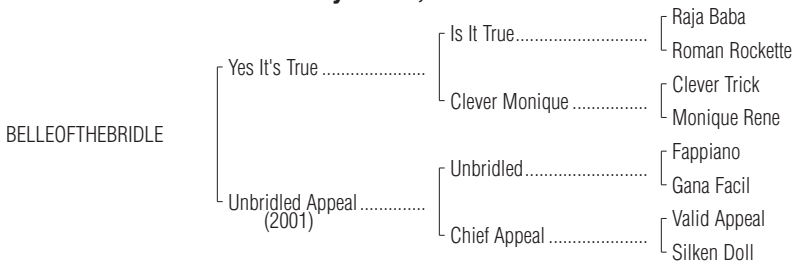 Raja Baba
Is It True
Roman Rockette
Yes It's True
Clever Trick
Clever Monique
Monique Rene
BELLEOFTHEBRIDLE
Fappiano
Unbridled
Gana Facil
Unbridled Appeal
(2001)
Valid Appeal
Chief Appeal
Silken Doll